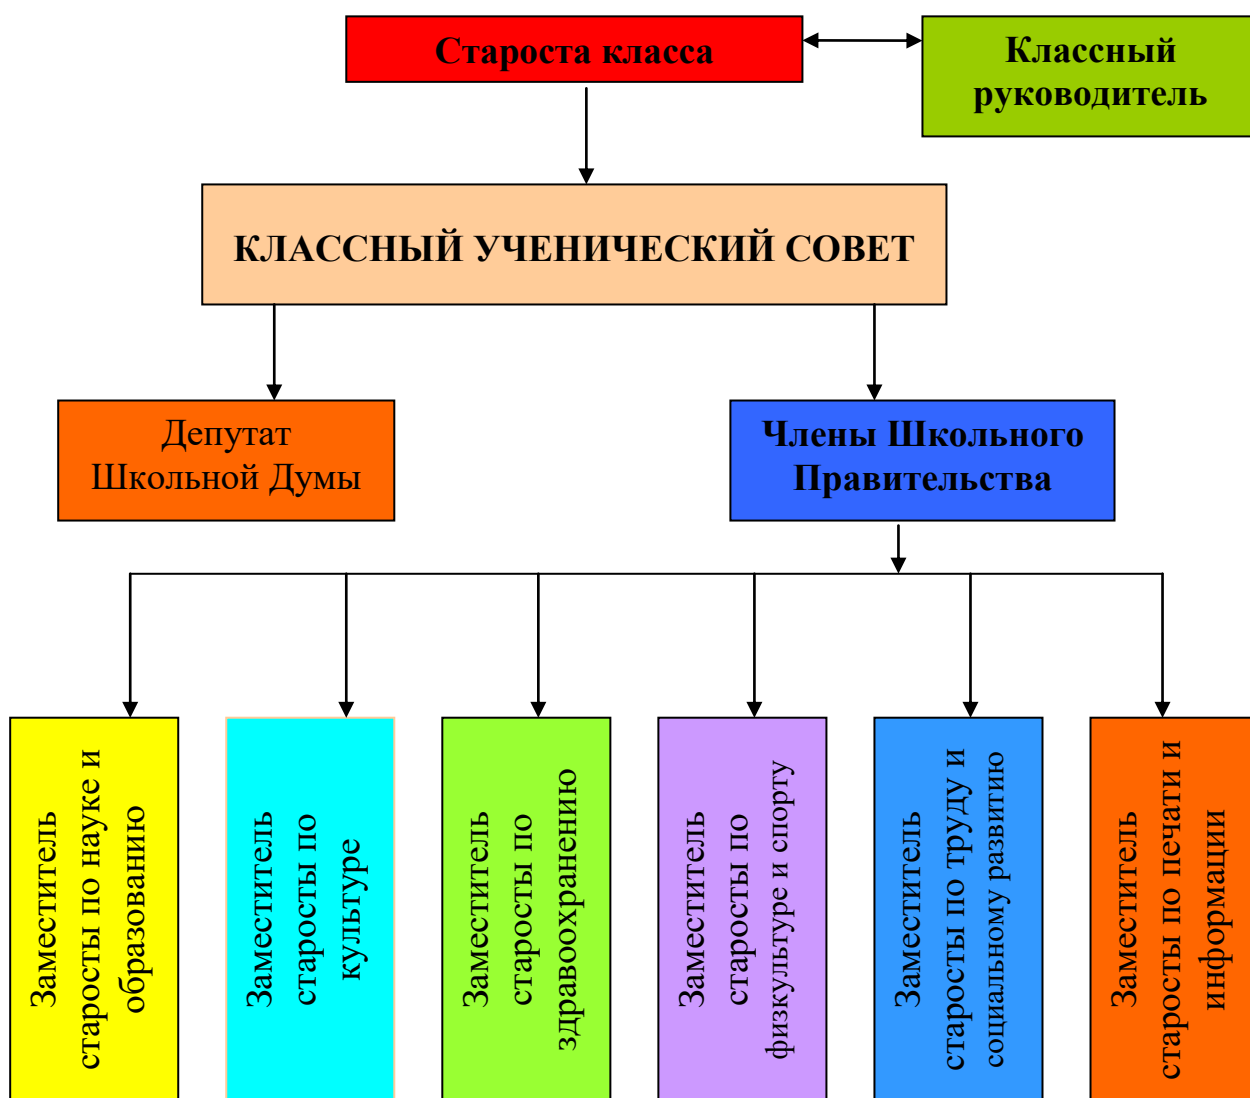 Староста класса
Классный
руководитель
КЛАССНЫЙ УЧЕНИЧЕСКИЙ СОВЕТ
Депутат
Школьной Думы
Члены Школьного
Правительства
Заместитель
старосты по науке и
образованию
Заместитель
старосты по
культуре
Заместитель
старосты по
здравоохранению
Заместитель
старосты по
физкультуре и спорту
Заместитель
старосты по труду и
социальному развитию
Заместитель
старосты по печати и
информации